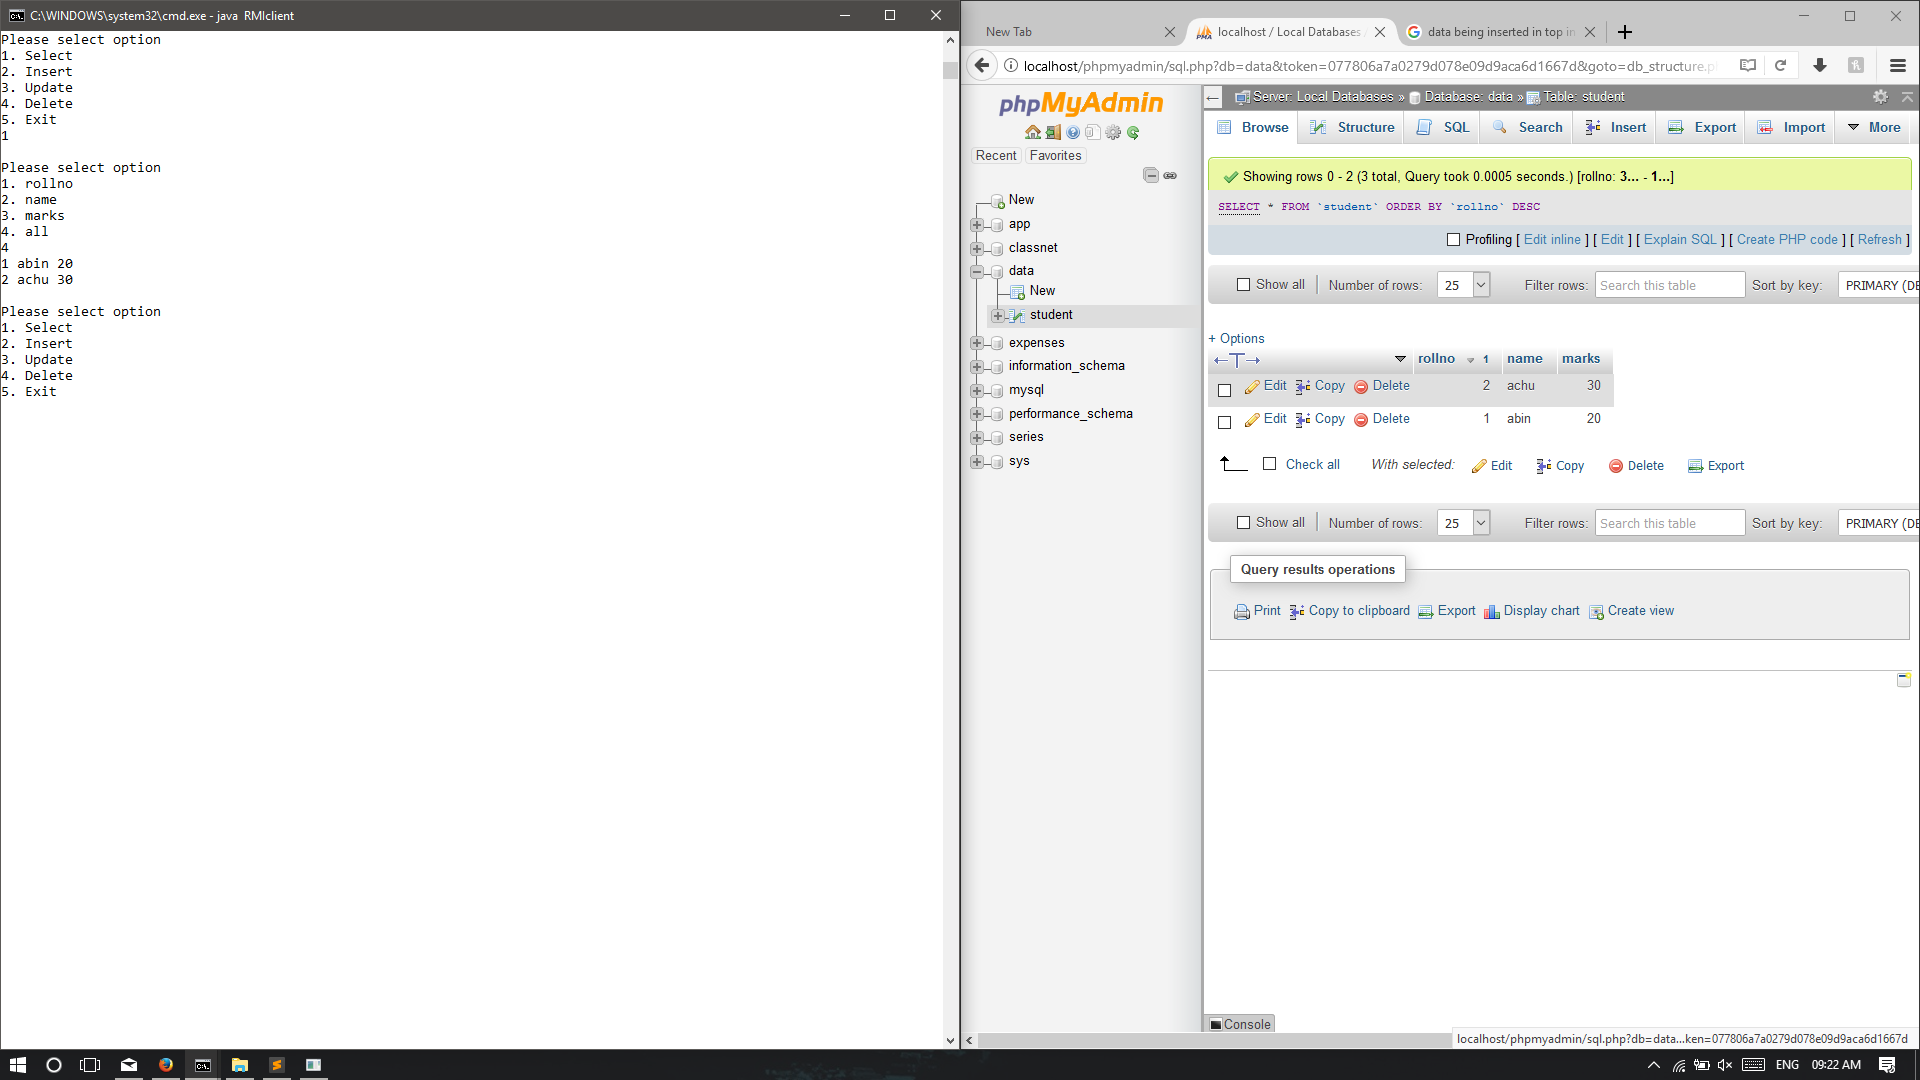 C:\WINDOWS\system32\cmd.exe - java RMIclient
Please select option
1. Select
2. Insert
3. Update
4. Delete
5. Exit
1
Please select option
1. rollno
2. name
3. marks
4. all
4
1 abin 20
2 achu 30
Please select option
1. Select
2. Insert
3. Update
4. Delete
5. Exit
New Tab
localhost / Local Databases
data being inserted in top in
localhost/phpmyadmin/sql.php?db=data&token=077806a7a0279d078e09d9aca6d1667d&goto=db_structure.p
phpMyAdmin
Recent Favorites
New
app
classnet
data
New
student
expenses
information_schema
mysql
performance_schema
series
sys
Server: Local Databases » Database: data » Table: student
Browse Structure SQL Search Insert Export Import More
Showing rows 0 - 2 (3 total, Query took 0.0005 seconds.) [rollno: 3... - 1...]
SELECT * FROM `student` ORDER BY `rollno` DESC
Profiling [ Edit inline ] [ Edit ] [ Explain SQL ] [ Create PHP code ] [ Refresh ]
Show all Number of rows: 25 Filter rows: Search this table Sort by key: PRIMARY (DE
+ Options
rollno 1 name marks
Edit Copy Delete 2 achu 30
Edit Copy Delete 1 abin 20
Check all With selected: Edit Copy Delete Export
Show all Number of rows: 25 Filter rows: Search this table Sort by key: PRIMARY (DE
Query results operations
Print Copy to clipboard Export Display chart Create view
Console
localhost/phpmyadmin/sql.php?db=data...ken=077806a7a0279d078e09d9aca6d1667d
ENG 09:22 AM